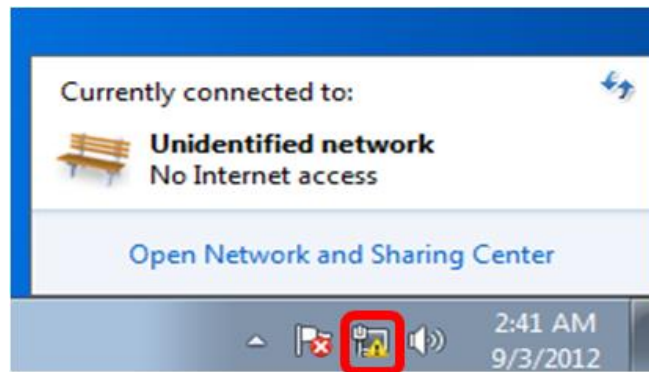 Currently connected to:
Unidentified network
No Internet access
Open Network and Sharing Center
2:41 AM
9/3/2012